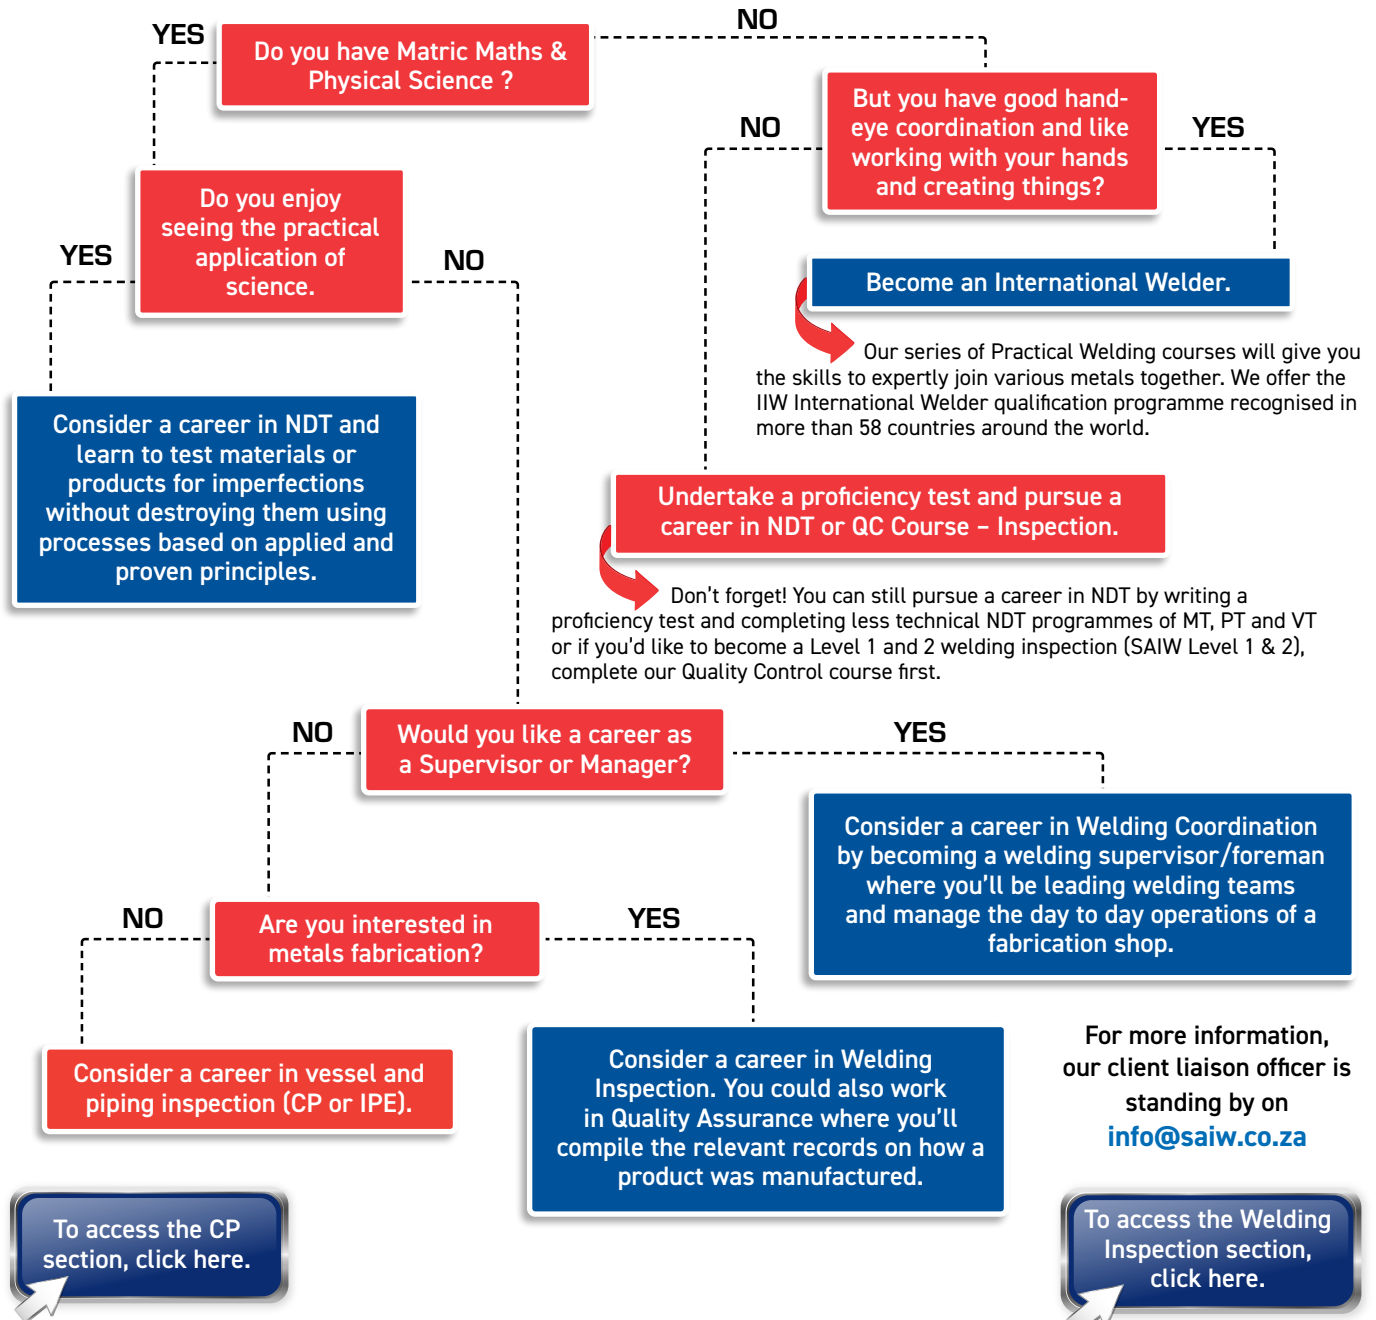 YES
NO
Do you have Matric Maths &
Physical Science ?
But you have good hand-
eye coordination and like
working with your hands
and creating things?
NO
YES
Do you enjoy
seeing the practical
application of
science.
YES
NO
Become an International Welder.
Our series of Practical Welding courses will give you
the skills to expertly join various metals together. We offer the
IIW International Welder qualification programme recognised in
more than 58 countries around the world.
Consider a career in NDT and
learn to test materials or
products for imperfections
without destroying them using
processes based on applied and
proven principles.
Undertake a proficiency test and pursue a
career in NDT or QC Course – Inspection.
Don't forget! You can still pursue a career in NDT by writing a
proficiency test and completing less technical NDT programmes of MT, PT and VT
or if you'd like to become a Level 1 and 2 welding inspection (SAIW Level 1 & 2),
complete our Quality Control course first.
NO
Would you like a career as
a Supervisor or Manager?
YES
Consider a career in Welding Coordination
by becoming a welding supervisor/foreman
where you'll be leading welding teams
and manage the day to day operations of a
fabrication shop.
NO
Are you interested in
metals fabrication?
YES
Consider a career in vessel and
piping inspection (CP or IPE).
Consider a career in Welding
Inspection. You could also work
in Quality Assurance where you'll
compile the relevant records on how a
product was manufactured.
For more information,
our client liaison officer is
standing by on
info@saiw.co.za
To access the CP
section, click here.
To access the Welding
Inspection section,
click here.